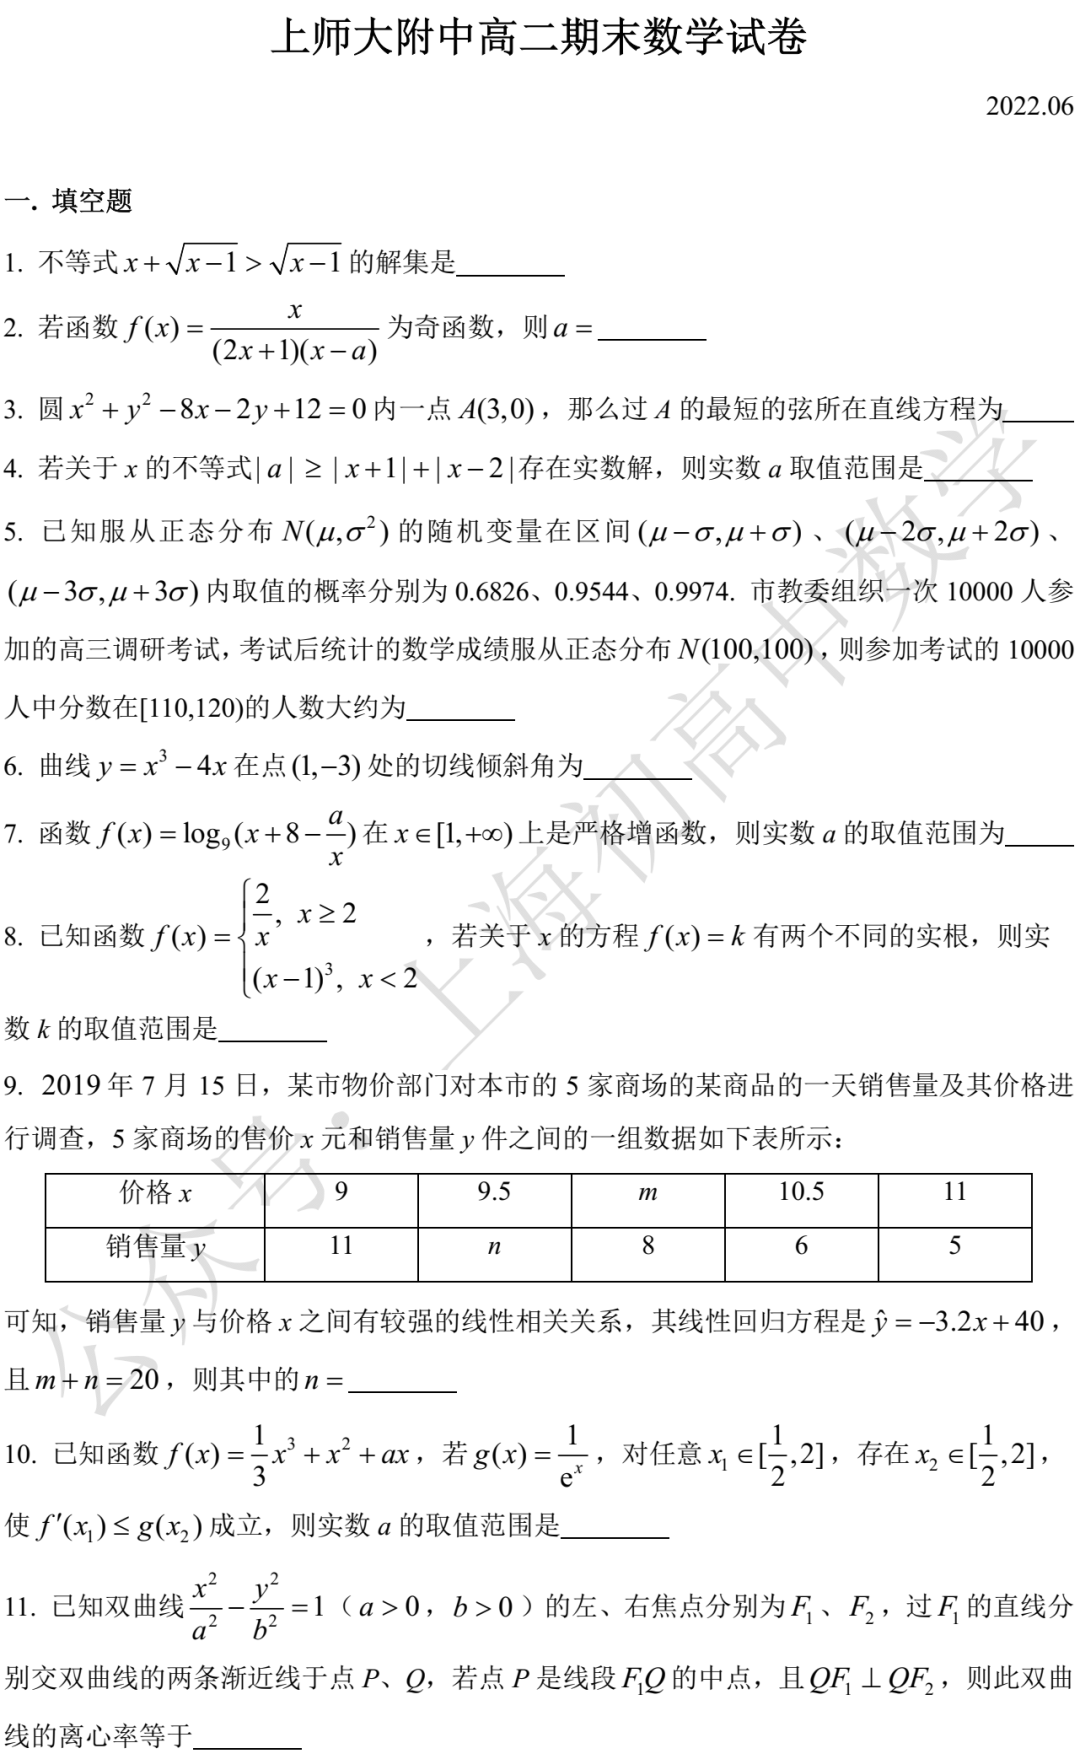 上师大附中高二期末数学试卷
2022.06
一. 填空题
1. 不等式 x + √(x−1) > √(x−1) 的解集是________
2. 若函数 f(x) = x/((2x+1)(x−a)) 为奇函数，则 a = ________
3. 圆 x² + y² − 8x − 2y + 12 = 0 内一点 A(3,0)，那么过 A 的最短的弦所在直线方程为_____
4. 若关于 x 的不等式 | a | ≥ | x+1 | + | x−2 | 存在实数解，则实数 a 取值范围是________
5. 已知服从正态分布 N(μ,σ²) 的随机变量在区间 (μ−σ,μ+σ) 、 (μ−2σ,μ+2σ) 、
(μ−3σ,μ+3σ) 内取值的概率分别为 0.6826、0.9544、0.9974. 市教委组织一次 10000 人参
加的高三调研考试，考试后统计的数学成绩服从正态分布 N(100,100)，则参加考试的 10000
人中分数在[110,120)的人数大约为________
6. 曲线 y = x³ − 4x 在点 (1,−3) 处的切线倾斜角为________
7. 函数 f(x) = log₉(x+8−a/x) 在 x∈[1,+∞) 上是严格增函数，则实数 a 的取值范围为_____
8. 已知函数 f(x) = { 2/x, x ≥ 2; (x−1)³, x < 2 ，若关于 x 的方程 f(x) = k 有两个不同的实根，则实
数 k 的取值范围是________
9. 2019 年 7 月 15 日，某市物价部门对本市的 5 家商场的某商品的一天销售量及其价格进
行调查，5 家商场的售价 x 元和销售量 y 件之间的一组数据如下表所示：
价格 x 9 9.5 m 10.5 11
销售量 y 11 n 8 6 5
可知，销售量 y 与价格 x 之间有较强的线性相关关系，其线性回归方程是 ŷ = −3.2x + 40，
且 m + n = 20，则其中的 n = ________
10. 已知函数 f(x) = 1/3 x³ + x² + ax，若 g(x) = 1/eˣ，对任意 x₁ ∈[1/2,2]，存在 x₂ ∈[1/2,2]，
使 f′(x₁) ≤ g(x₂) 成立，则实数 a 的取值范围是________
11. 已知双曲线 x²/a² − y²/b² = 1（a > 0，b > 0）的左、右焦点分别为 F₁、F₂，过 F₁ 的直线分
别交双曲线的两条渐近线于点 P、Q，若点 P 是线段 F₁Q 的中点，且 QF₁ ⊥ QF₂，则此双曲
线的离心率等于________
公众号：上海初高中数学